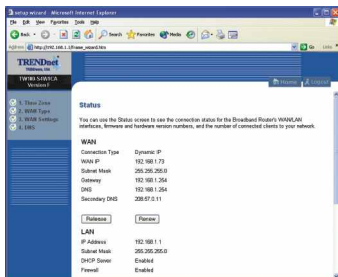 setup wizard - Microsoft Internet Explorer
File Edit View Favorites Tools Help
Back Search Favorites Media
Address http://192.168.1.1/frame_wizard.htm Go Links
TRENDnet
TRENDware, USA
TW100-S4W1CA
Version F
Home Logout
1. Time Zone
2. WAN Type
3. WAN Settings
4. DNS
Status
You can use the Status screen to see the connection status for the Broadband Router's WAN/LAN
interfaces, firmware and hardware version numbers, and the number of connected clients to your network.
WAN
Connection Type Dynamic IP
WAN IP 192.168.1.73
Subnet Mask 255.255.255.0
Gateway 192.168.1.254
DNS 192.168.1.254
Secondary DNS 206.57.0.11
Release Renew
LAN
IP Address 192.168.1.1
Subnet Mask 255.255.255.0
DHCP Server Enabled
Firewall Enabled